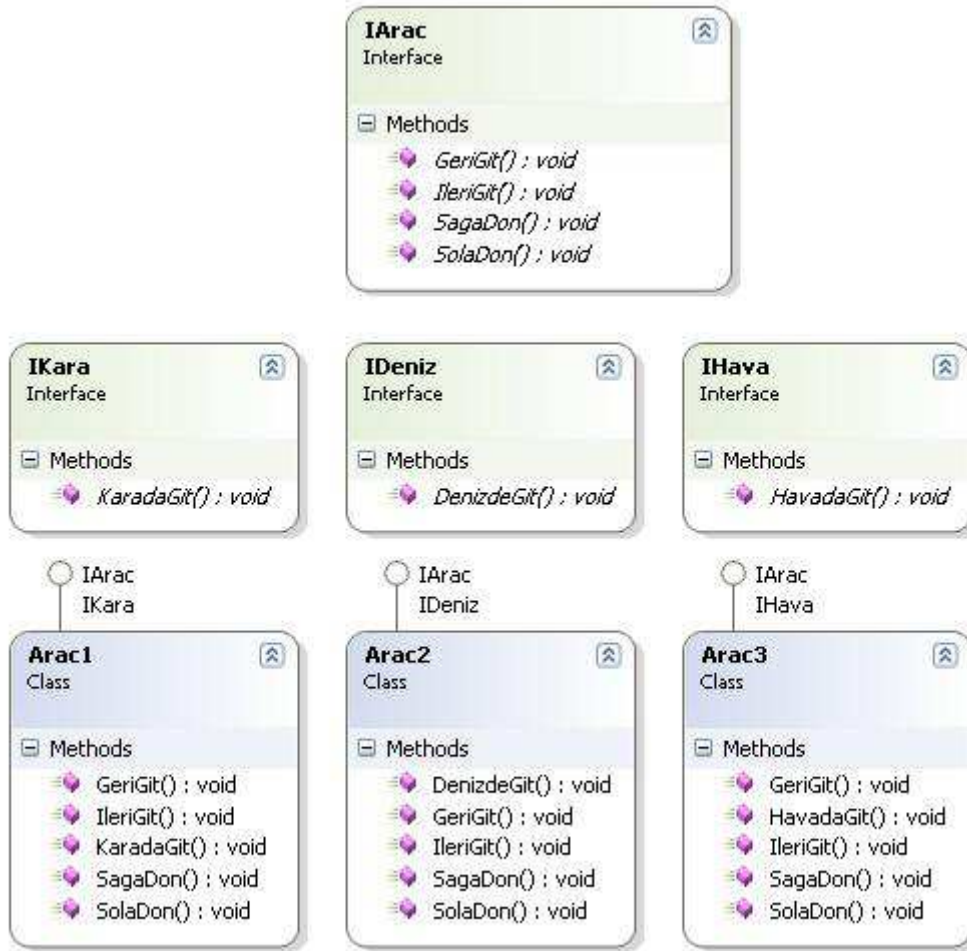 IArac
Interface
Methods
GeriGit() : void
IleriGit() : void
SagaDon() : void
SolaDon() : void
IKara
Interface
Methods
KaradaGit() : void
IDeniz
Interface
Methods
DenizdeGit() : void
IHava
Interface
Methods
HavadaGit() : void
IArac
IKara
Arac1
Class
Methods
GeriGit() : void
IleriGit() : void
KaradaGit() : void
SagaDon() : void
SolaDon() : void
IArac
IDeniz
Arac2
Class
Methods
DenizdeGit() : void
GeriGit() : void
IleriGit() : void
SagaDon() : void
SolaDon() : void
IArac
IHava
Arac3
Class
Methods
GeriGit() : void
HavadaGit() : void
IleriGit() : void
SagaDon() : void
SolaDon() : void